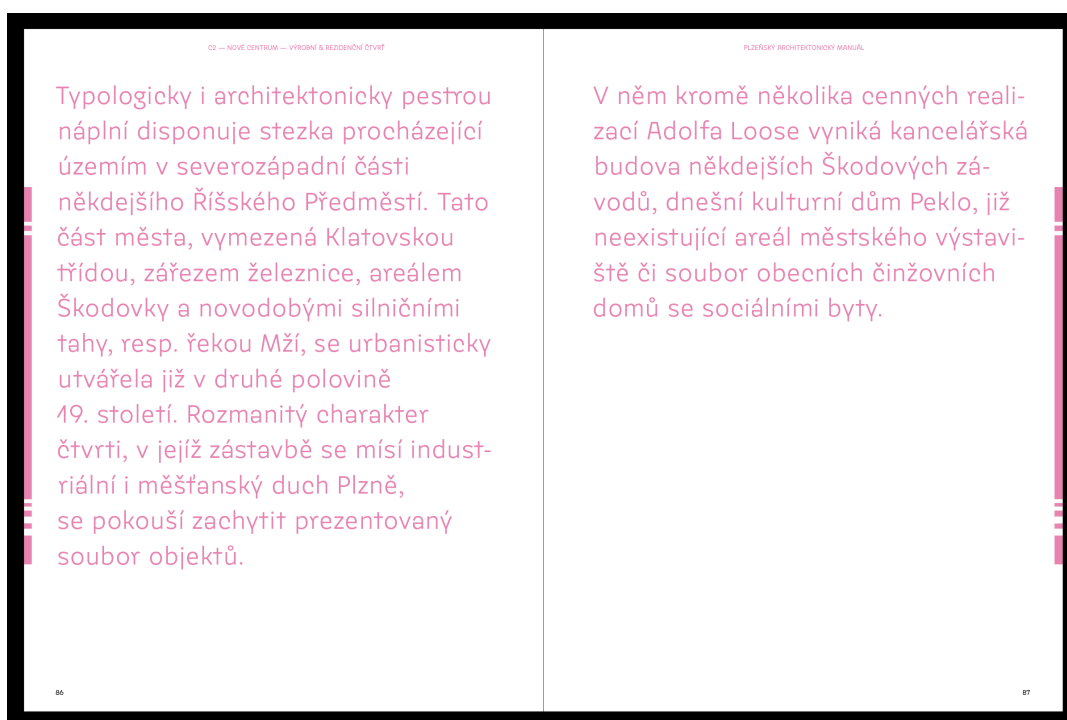 C2 — NOVÉ CENTRUM — VÝROBNÍ & REZIDENČNÍ ČTVRŤ
Typologicky i architektonicky pestrou
náplní disponuje stezka procházející
územím v severozápadní části
někdejšího Říšského Předměstí. Tato
část města, vymezená Klatovskou
třídou, zářezem železnice, areálem
Škodovky a novodobými silničními
tahy, resp. řekou Mží, se urbanisticky
utvářela již v druhé polovině
19. století. Rozmanitý charakter
čtvrti, v jejíž zástavbě se mísí indust-
riální i měšťanský duch Plzně,
se pokouší zachytit prezentovaný
soubor objektů.
86
PLZEŇSKÝ ARCHITEKTONICKÝ MANUÁL
V něm kromě několika cenných reali-
zací Adolfa Loose vyniká kancelářská
budova někdejších Škodových zá-
vodů, dnešní kulturní dům Peklo, již
neexistující areál městského výstavi-
ště či soubor obecních činžovních
domů se sociálními byty.
87